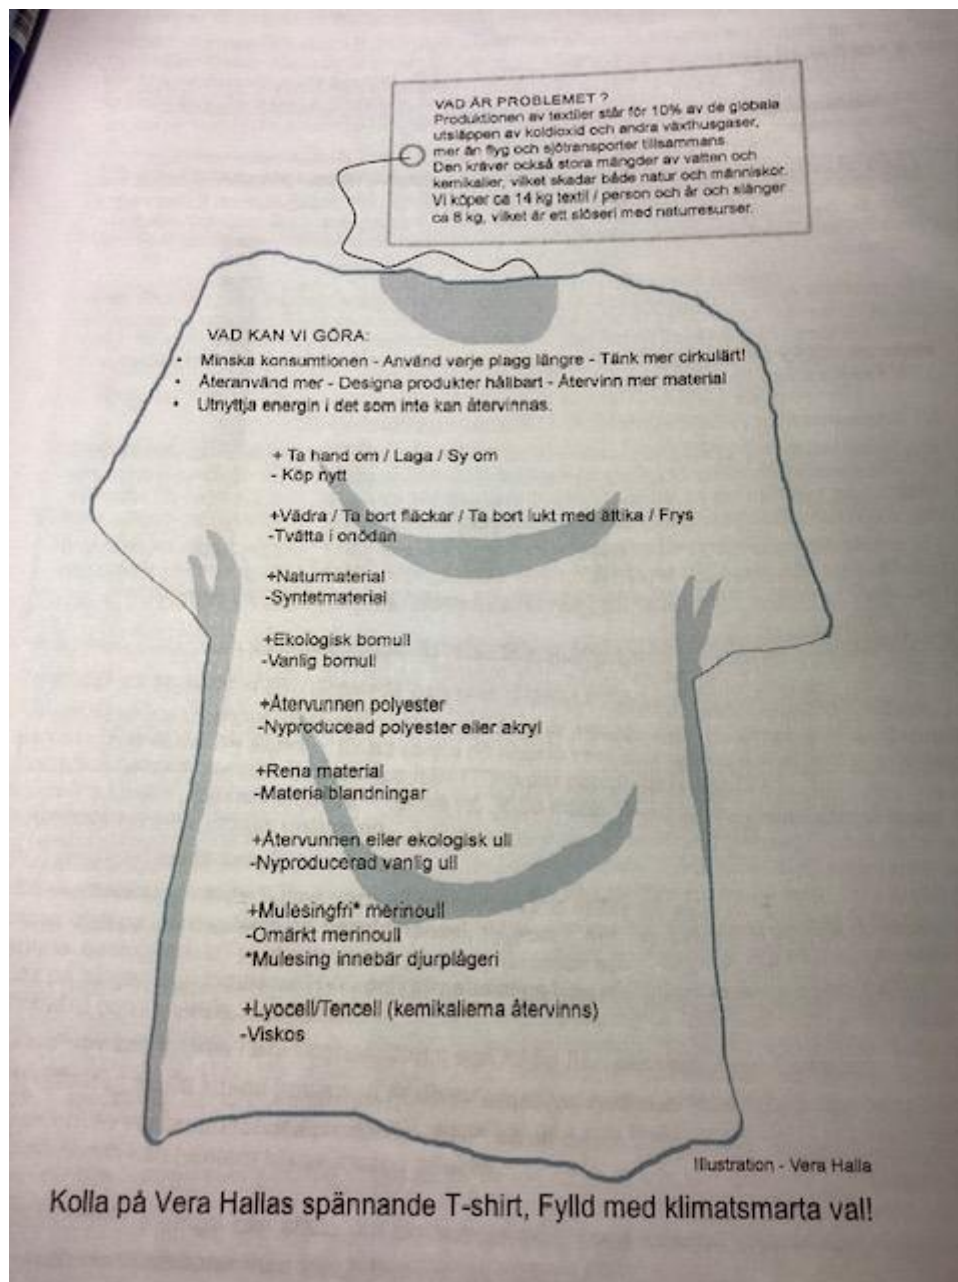 VAD ÄR PROBLEMET ?
Produktionen av textiler står för 10% av de globala
utsläppen av koldioxid och andra växthusgaser,
mer än flyg och sjötransporter tillsammans
Den kräver också stora mängder av vatten och
kemikalier, vilket skadar både natur och människor.
Vi köper ca 14 kg textil / person och år och slänger
ca 8 kg, vilket är ett slöseri med naturresurser.
VAD KAN VI GÖRA:
• Minska konsumtionen - Använd varje plagg längre - Tänk mer cirkulärt!
• Återanvänd mer - Designa produkter hållbart - Återvinn mer material
• Utnyttja energin i det som inte kan återvinnas.
+ Ta hand om / Laga / Sy om
- Köp nytt
+Vädra / Ta bort fläckar / Ta bort lukt med ättika / Frys
-Tvätta i onödan
+Naturmaterial
-Syntetmaterial
+Ekologisk bomull
-Vanlig bomull
+Återvunnen polyester
-Nyproducead polyester eller akryl
+Rena material
-Materialblandningar
+Återvunnen eller ekologisk ull
-Nyproducerad vanlig ull
+Mulesingfri* merinoull
-Omärkt merinoull
*Mulesing innebär djurplågeri
+Lyocell/Tencell (kemikalierna återvinns)
-Viskos
Illustration - Vera Halla
Kolla på Vera Hallas spännande T-shirt, Fylld med klimatsmarta val!